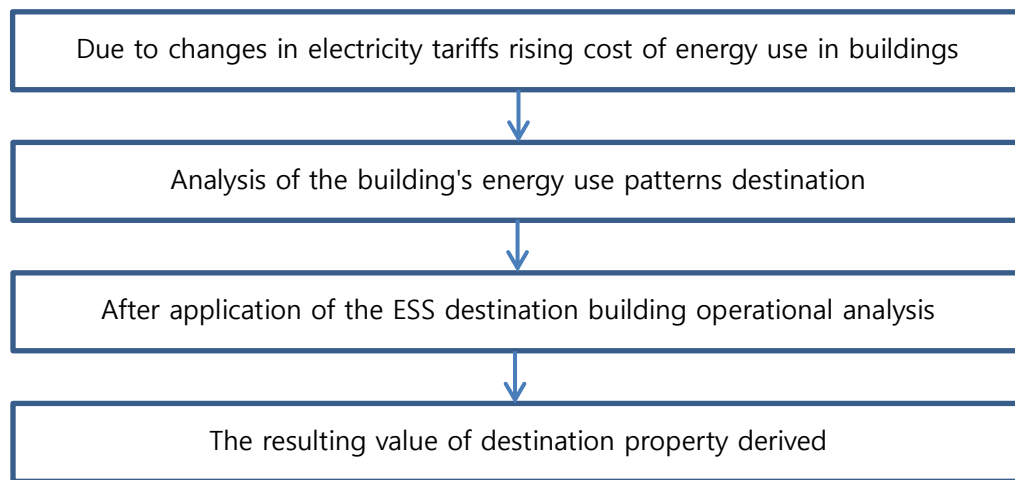 Due to changes in electricity tariffs rising cost of energy use in buildings
Analysis of the building's energy use patterns destination
After application of the ESS destination building operational analysis
The resulting value of destination property derived